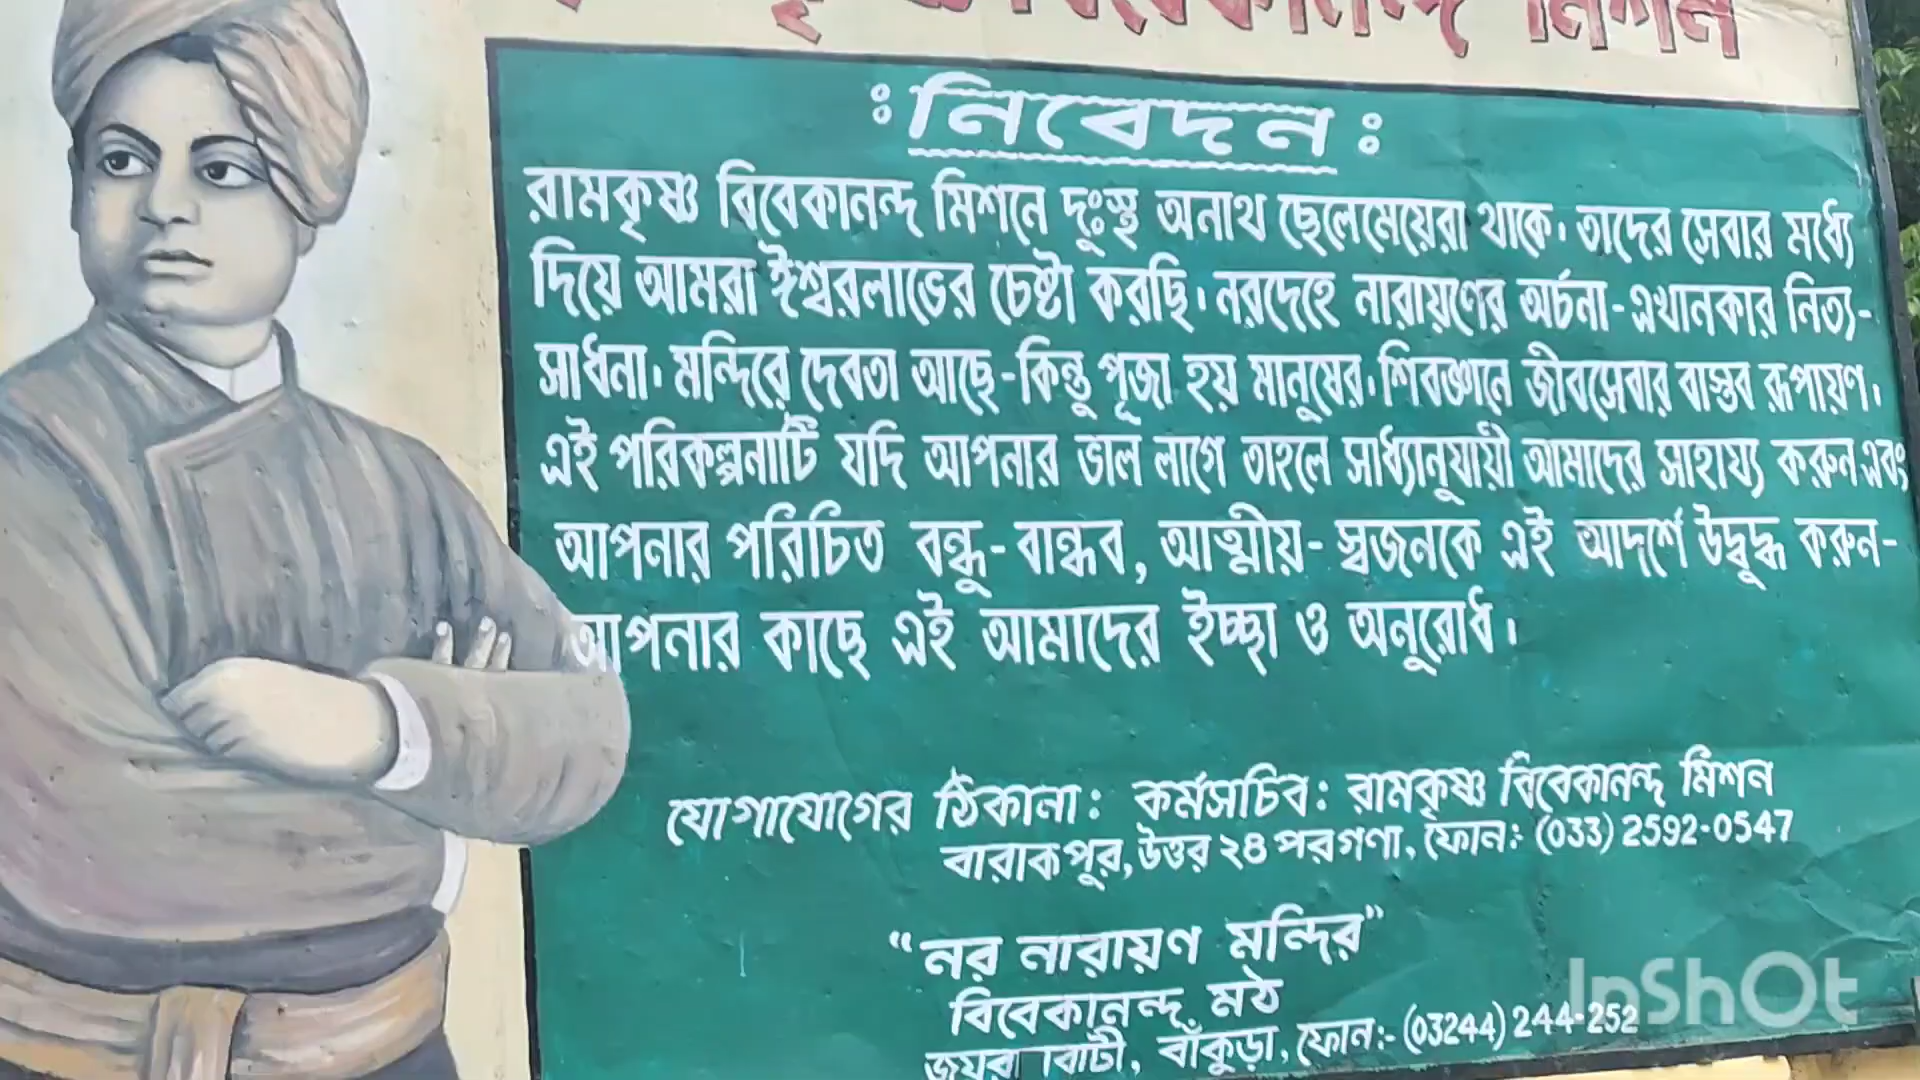 বিবেকানন্দ মিশন
ঃ নিবেদন ঃ
রামকৃষ্ণ বিবেকানন্দ মিশনে দুঃস্থ অনাথ ছেলেমেয়েরা থাকে। তাদের সেবার মধ্যে
দিয়ে আমরা ঈশ্বরলাভের চেষ্টা করছি। নরদেহে নারায়ণের অর্চনা-এখানকার নিত্য-
সাধনা। মন্দিরে দেবতা আছে-কিন্তু পূজা হয় মানুষের। শিবজ্ঞানে জীবসেবার বাস্তব রূপায়ণ।
এই পরিকল্পনাটি যদি আপনার ভাল লাগে তাহলে সাধ্যানুযায়ী আমাদের সাহায্য করুন এবং
আপনার পরিচিত বন্ধু-বান্ধব, আত্মীয়-স্বজনকে এই আদর্শে উদ্বুদ্ধ করুন-
আপনার কাছে এই আমাদের ইচ্ছা ও অনুরোধ।
যোগাযোগের ঠিকানা: কর্মসচিব: রামকৃষ্ণ বিবেকানন্দ মিশন
বারাকপুর, উত্তর ২৪ পরগণা, ফোন:- (033) 2592-0547
"নর নারায়ণ মন্দির"
বিবেকানন্দ মঠ
জয়রামবাটী, বাঁকুড়া, ফোন:- (03244) 244-252
InShOt